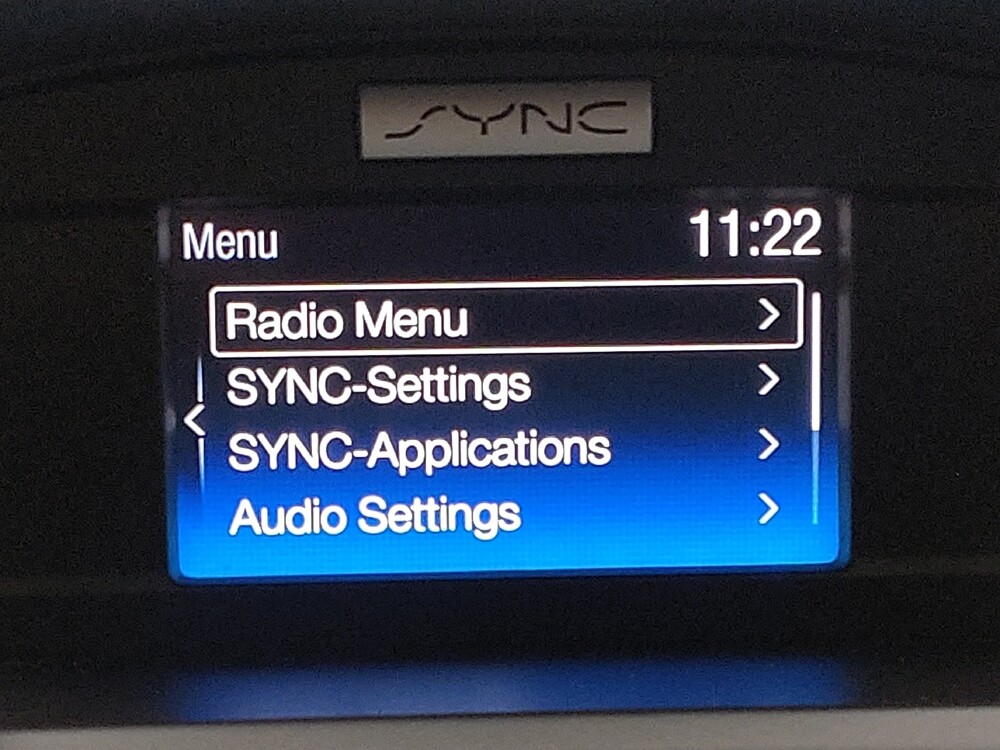 SYNC
Menu 11:22
Radio Menu >
SYNC-Settings >
SYNC-Applications >
Audio Settings >